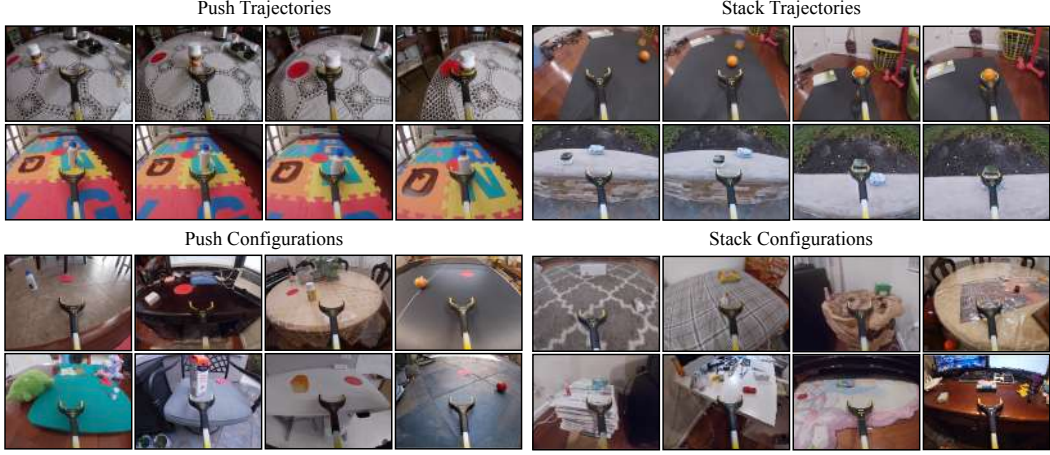 Push Trajectories
Stack Trajectories
Push Configurations
Stack Configurations